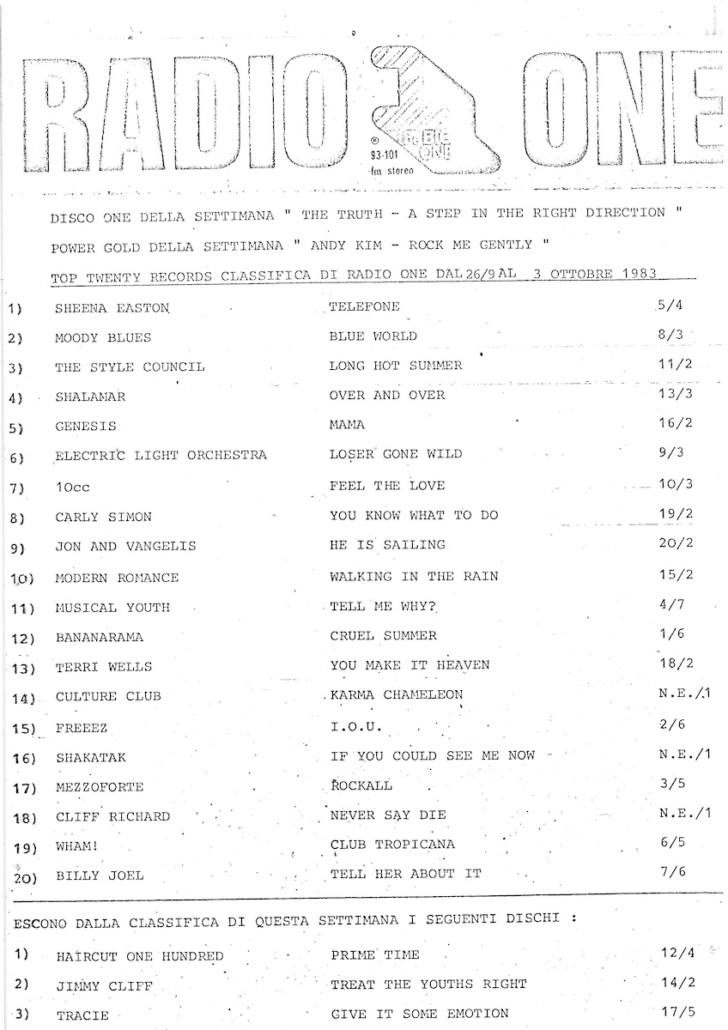 RADIO ONE
THE BIG ONE
®
93-101
fm stereo
DISCO ONE DELLA SETTIMANA " THE TRUTH - A STEP IN THE RIGHT DIRECTION "
POWER GOLD DELLA SETTIMANA " ANDY KIM - ROCK ME GENTLY "
TOP TWENTY RECORDS CLASSIFICA DI RADIO ONE DAL 26/9 AL 3 OTTOBRE 1983
1) SHEENA EASTON TELEFONE 5/4
2) MOODY BLUES BLUE WORLD 8/3
3) THE STYLE COUNCIL LONG HOT SUMMER 11/2
4) SHALAMAR OVER AND OVER 13/3
5) GENESIS MAMA 16/2
6) ELECTRIC LIGHT ORCHESTRA LOSER GONE WILD 9/3
7) 10cc FEEL THE LOVE 10/3
8) CARLY SIMON YOU KNOW WHAT TO DO 19/2
9) JON AND VANGELIS HE IS SAILING 20/2
10) MODERN ROMANCE WALKING IN THE RAIN 15/2
11) MUSICAL YOUTH TELL ME WHY? 4/7
12) BANANARAMA CRUEL SUMMER 1/6
13) TERRI WELLS YOU MAKE IT HEAVEN 18/2
14) CULTURE CLUB KARMA CHAMELEON N.E./1
15) FREEEZ I.O.U. 2/6
16) SHAKATAK IF YOU COULD SEE ME NOW N.E./1
17) MEZZOFORTE ROCKALL 3/5
18) CLIFF RICHARD NEVER SAY DIE N.E./1
19) WHAM! CLUB TROPICANA 6/5
20) BILLY JOEL TELL HER ABOUT IT 7/6
ESCONO DALLA CLASSIFICA DI QUESTA SETTIMANA I SEGUENTI DISCHI :
1) HAIRCUT ONE HUNDRED PRIME TIME 12/4
2) JIMMY CLIFF TREAT THE YOUTHS RIGHT 14/2
3) TRACIE GIVE IT SOME EMOTION 17/5